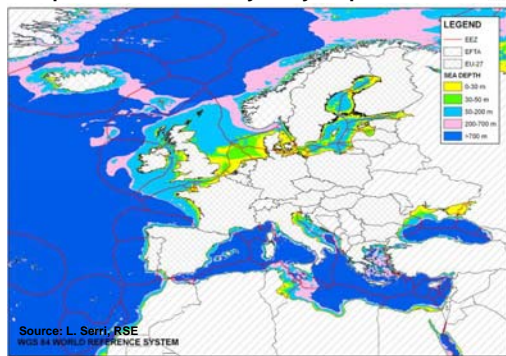 LEGEND
EEZ
EFTA
EU-27
SEA DEPTH
0-30 m
30-50 m
50-200 m
200-700 m
>700 m
Source: L. Serri, RSE
WGS 84 WORLD REFERENCE SYSTEM